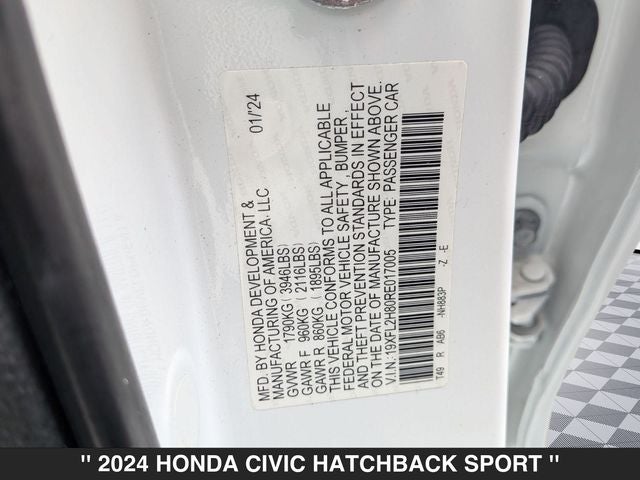 MFD. BY HONDA DEVELOPMENT &
MANUFACTURING OF AMERICA, LLC 01/'24
GVWR 1790KG ( 3946LBS)
GAWR F 960KG ( 2116LBS)
GAWR R 860KG ( 1895LBS)
THIS VEHICLE CONFORMS TO ALL APPLICABLE
FEDERAL MOTOR VEHICLE SAFETY , BUMPER ,
AND THEFT PREVENTION STANDARDS IN EFFECT
ON THE DATE OF MANUFACTURE SHOWN ABOVE.
V.I.N.:19XFL2H80RE017005 TYPE: PASSENGER CAR
T49 R AB6 -NH883P -Z -E
" 2024 HONDA CIVIC HATCHBACK SPORT "